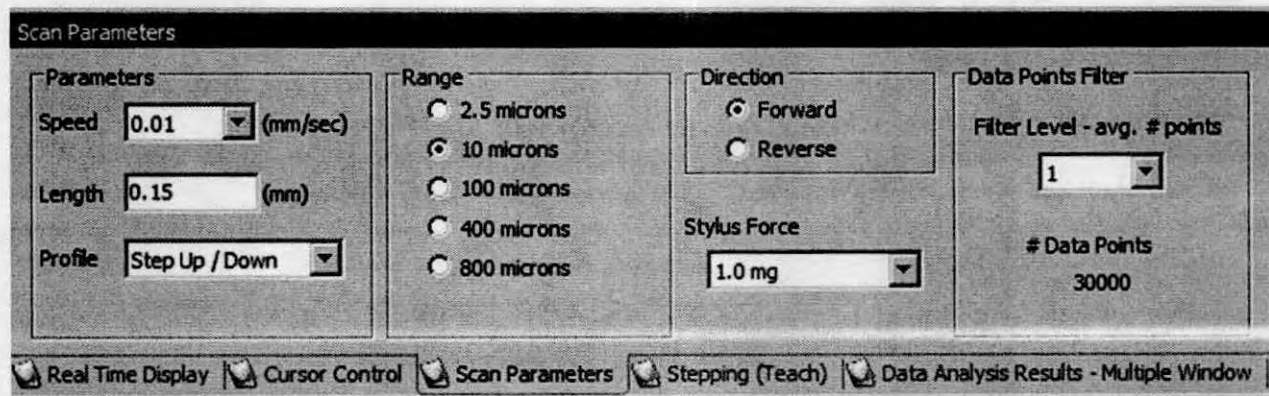 Scan Parameters
Parameters
Speed 0.01 (mm/sec)
Length 0.15 (mm)
Profile Step Up / Down
Range
2.5 microns
10 microns
100 microns
400 microns
800 microns
Direction
Forward
Reverse
Stylus Force
1.0 mg
Data Points Filter
Filter Level - avg. # points
1
# Data Points
30000
Real Time Display Cursor Control Scan Parameters Stepping (Teach) Data Analysis Results - Multiple Window